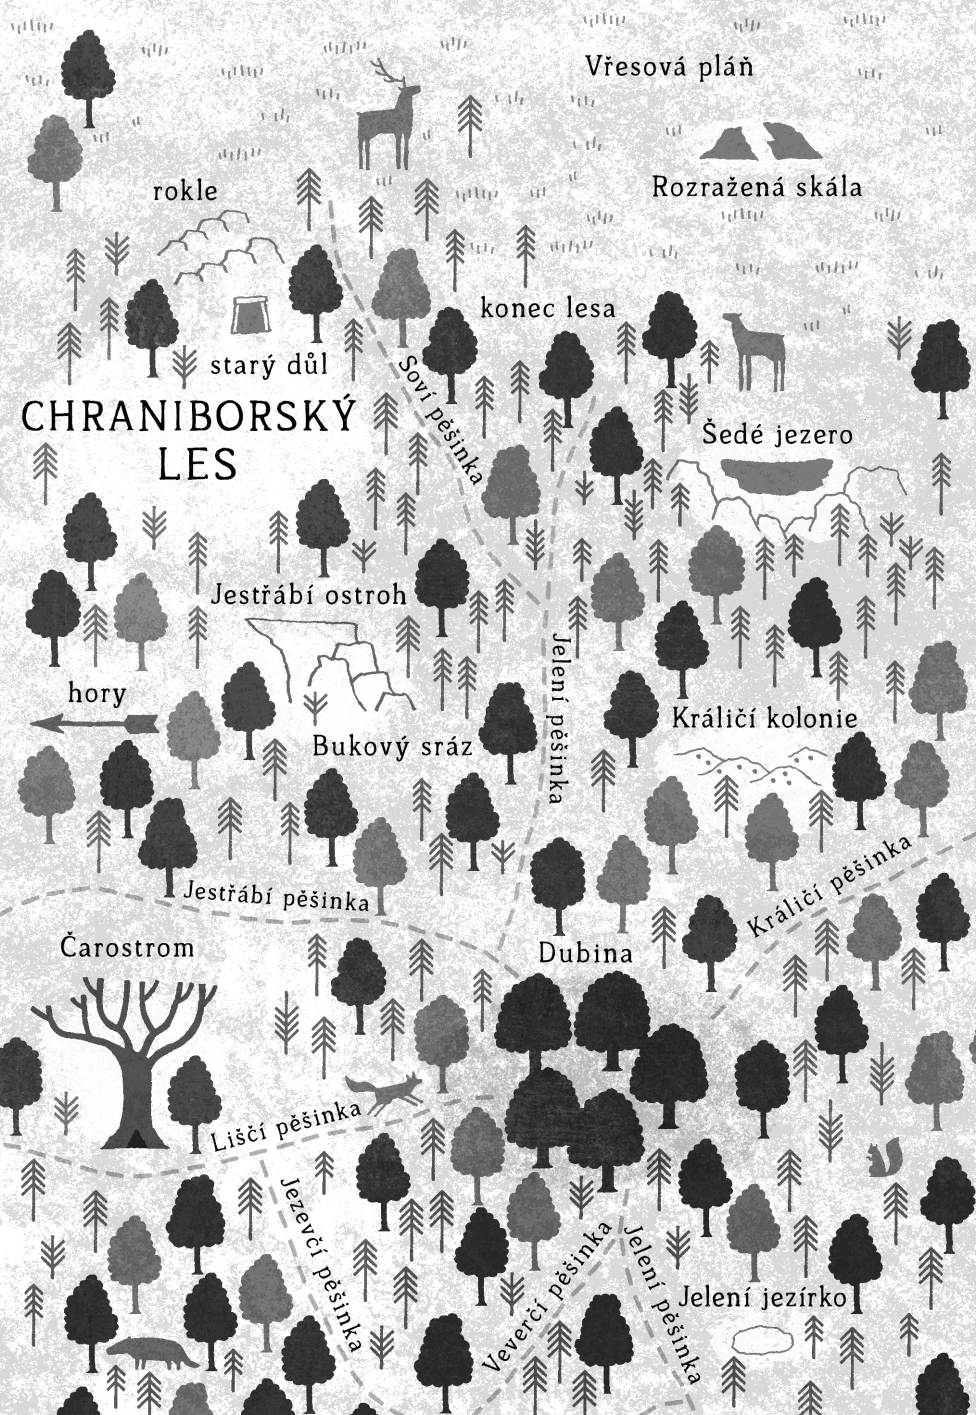 Vřesová pláň
Rozražená skála
rokle
konec lesa
starý důl
Soví pěšinka
CHRANIBORSKÝ
LES
Šedé jezero
Jestřábí ostroh
Jelení pěšinka
hory
Králičí kolonie
Bukový sráz
Králičí pěšinka
Jestřábí pěšinka
Čarostrom
Dubina
Liščí pěšinka
Jezevčí pěšinka
Veverčí pěšinka
Jelení pěšinka
Jelení jezírko